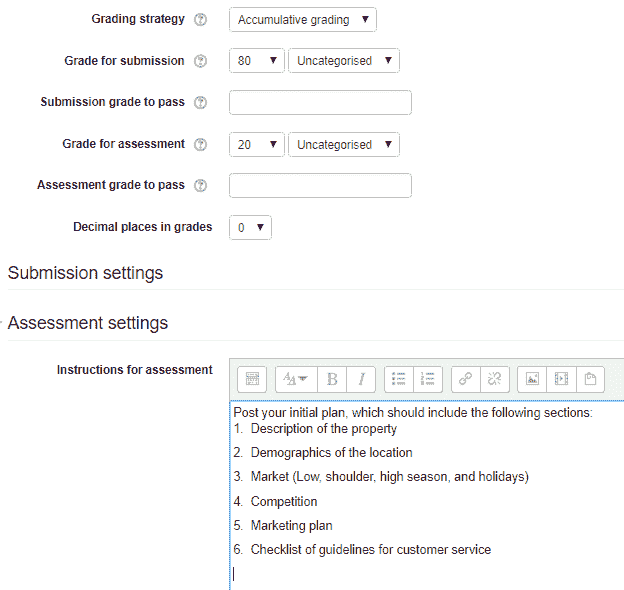 Grading strategy Accumulative grading
Grade for submission 80 Uncategorised
Submission grade to pass
Grade for assessment 20 Uncategorised
Assessment grade to pass
Decimal places in grades 0
Submission settings
Assessment settings
Instructions for assessment
Post your initial plan, which should include the following sections:
1. Description of the property
2. Demographics of the location
3. Market (Low, shoulder, high season, and holidays)
4. Competition
5. Marketing plan
6. Checklist of guidelines for customer service